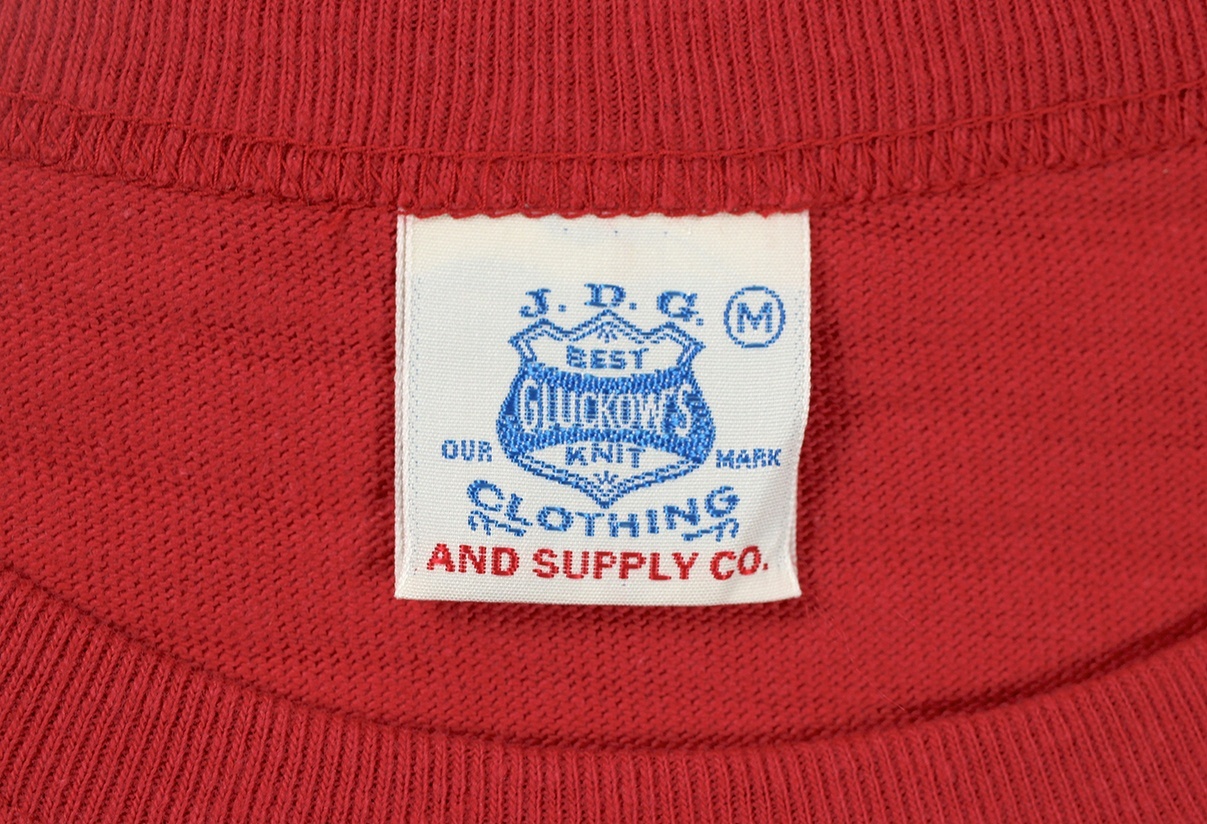 J. D. G.
M
BEST
GLUCKOW'S
KNIT
OUR MARK
CLOTHING
AND SUPPLY CO.